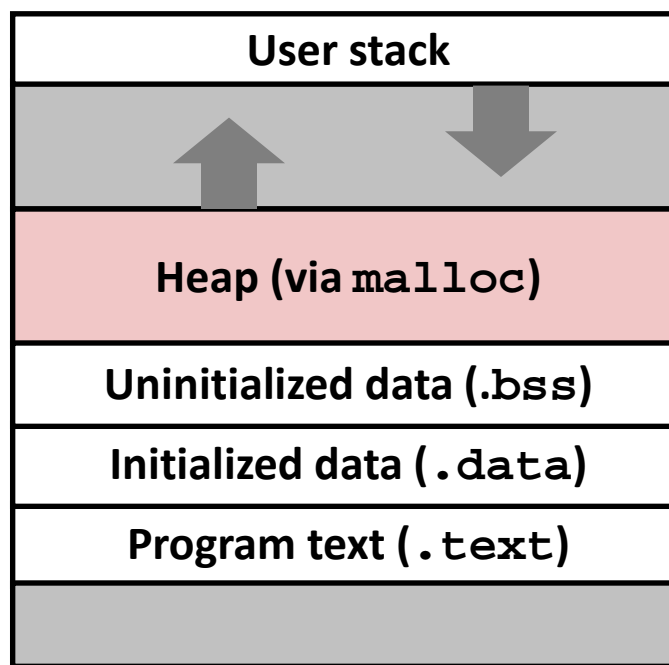 User stack
Heap (via malloc)
Uninitialized data (.bss)
Initialized data (.data)
Program text (.text)